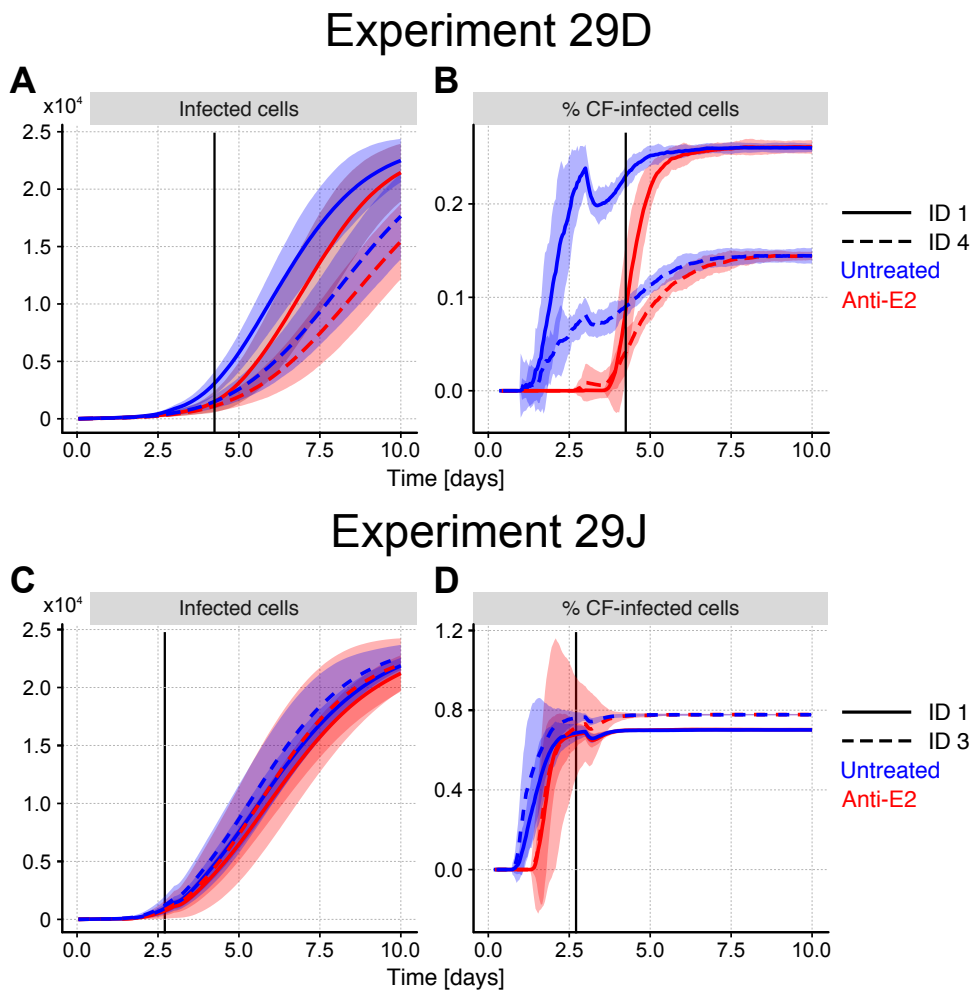 Experiment 29D
A
B
x10⁴
Infected cells
% CF-infected cells
2.5
2.0
1.5
1.0
0.5
0
0.2
0.1
0.0
ID 1
ID 4
Untreated
Anti-E2
0.0 2.5 5.0 7.5 10.0
0.0 2.5 5.0 7.5 10.0
Time [days]
Experiment 29J
C
D
x10⁴
Infected cells
% CF-infected cells
2.5
2.0
1.5
1.0
0.5
0
1.2
0.8
0.4
0.0
ID 1
ID 3
Untreated
Anti-E2
0.0 2.5 5.0 7.5 10.0
0.0 2.5 5.0 7.5 10.0
Time [days]